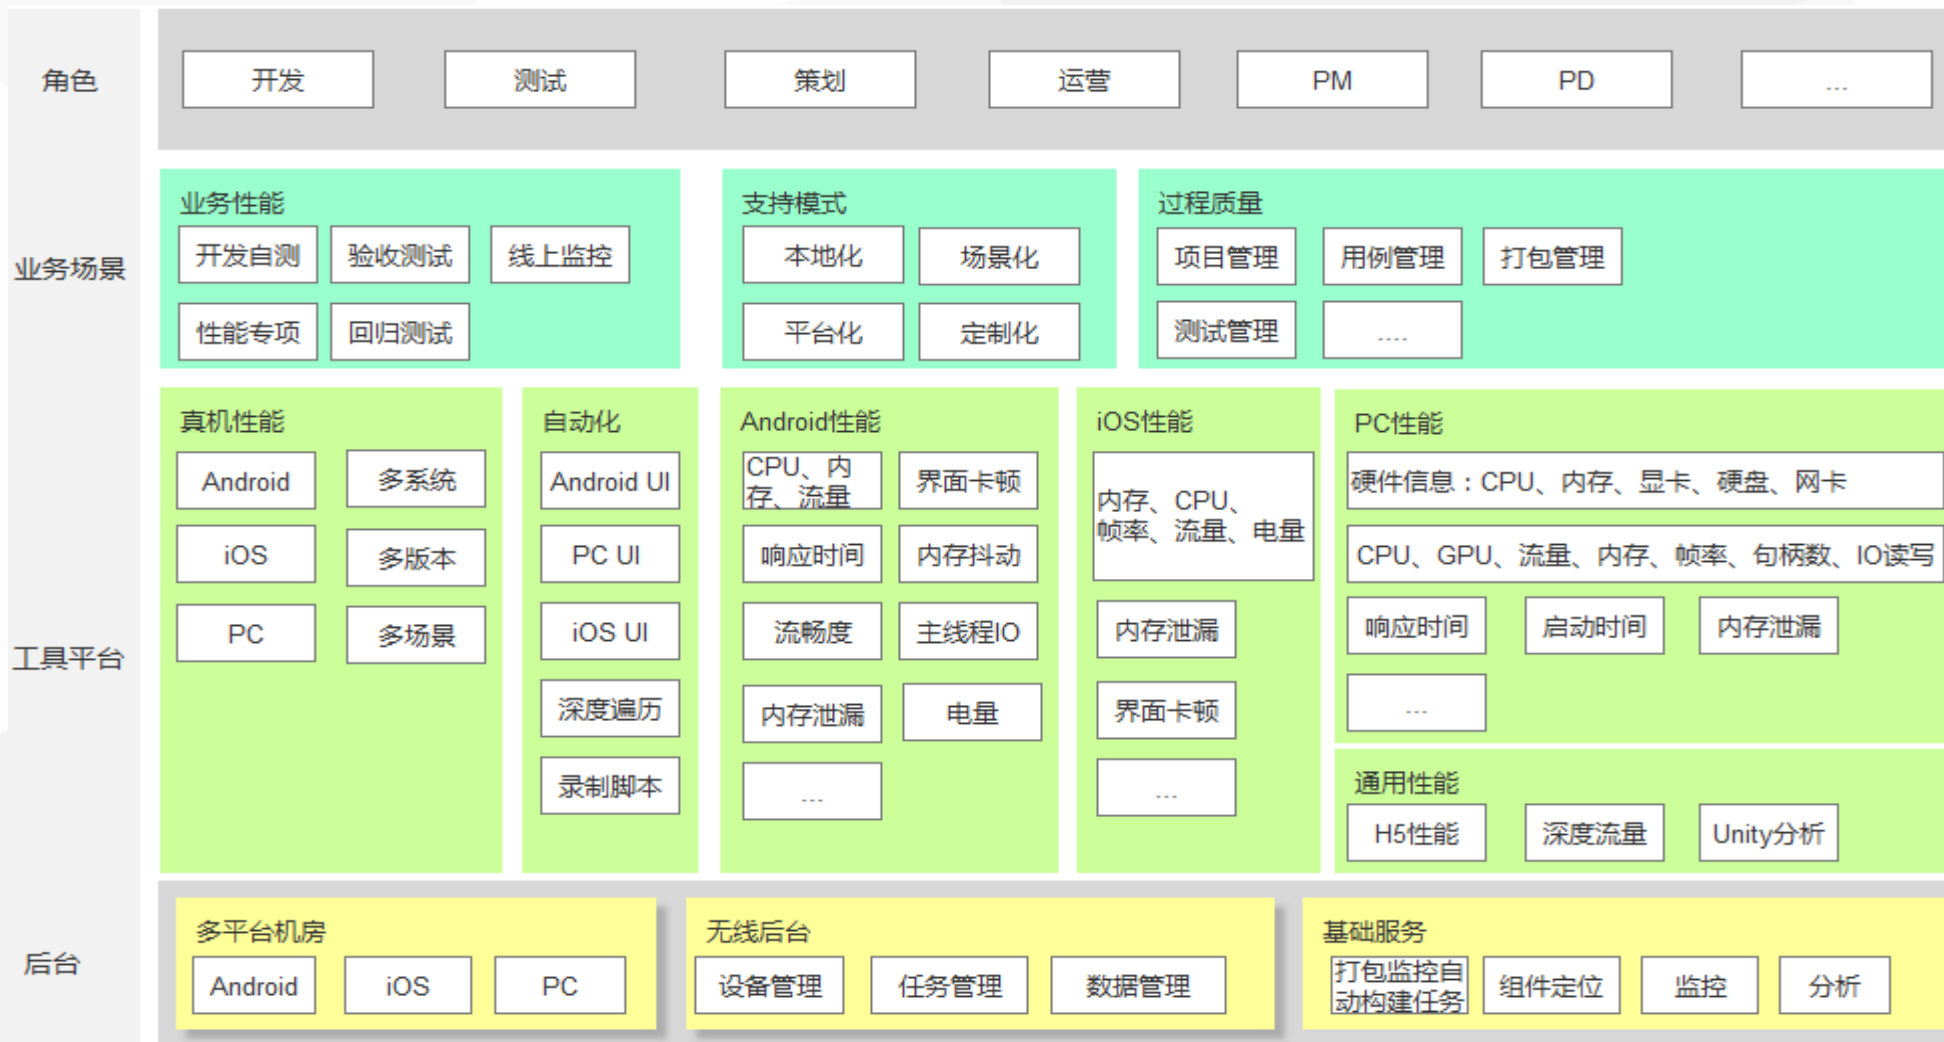 角色
开发
测试
策划
运营
PM
PD
...
业务场景
业务性能
开发自测
验收测试
线上监控
性能专项
回归测试
支持模式
本地化
场景化
平台化
定制化
过程质量
项目管理
用例管理
打包管理
测试管理
....
工具平台
真机性能
Android
多系统
iOS
多版本
PC
多场景
自动化
Android UI
PC UI
iOS UI
深度遍历
录制脚本
Android性能
CPU、内
存、流量
界面卡顿
响应时间
内存抖动
流畅度
主线程IO
内存泄漏
电量
...
iOS性能
内存、CPU、
帧率、流量、电量
内存泄漏
界面卡顿
...
PC性能
硬件信息：CPU、内存、显卡、硬盘、网卡
CPU、GPU、流量、内存、帧率、句柄数、IO读写
响应时间
启动时间
内存泄漏
...
通用性能
H5性能
深度流量
Unity分析
后台
多平台机房
Android
iOS
PC
无线后台
设备管理
任务管理
数据管理
基础服务
打包监控自
动构建任务
组件定位
监控
分析